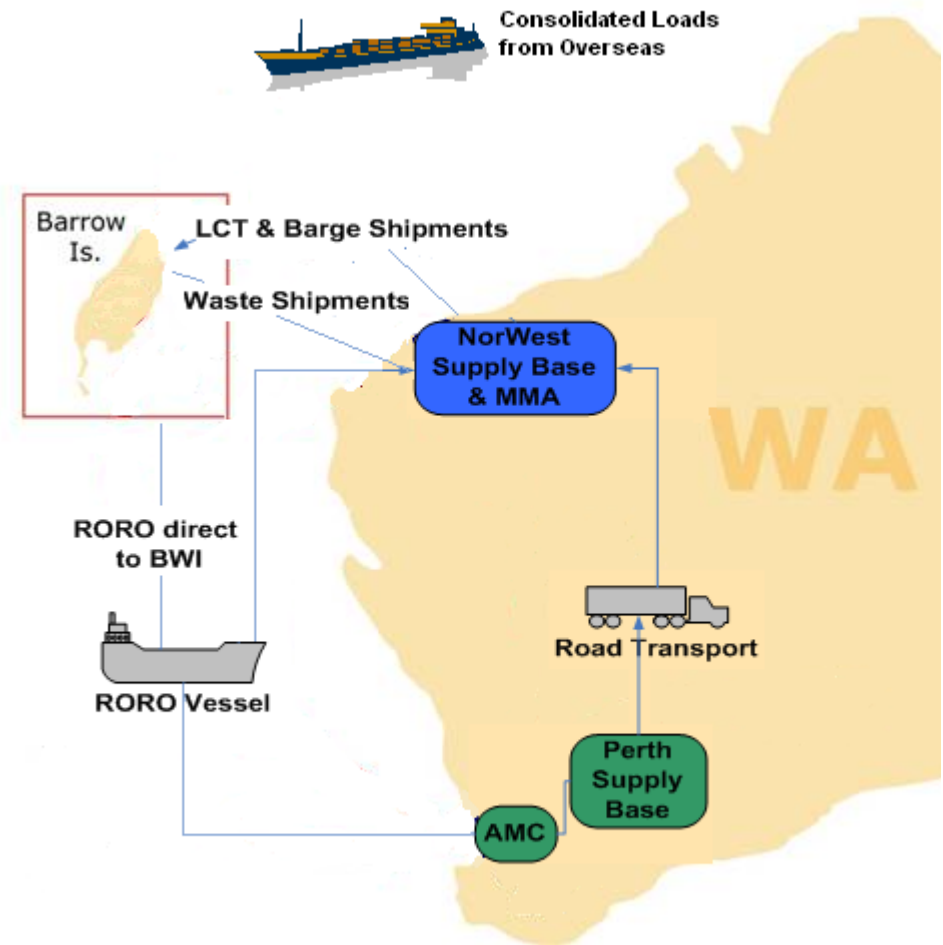 Consolidated Loads
from Overseas
Barrow
Is.
LCT & Barge Shipments
Waste Shipments
NorWest
Supply Base
& MMA
WA
RORO direct
to BWI
RORO Vessel
Road Transport
Perth
Supply
Base
AMC